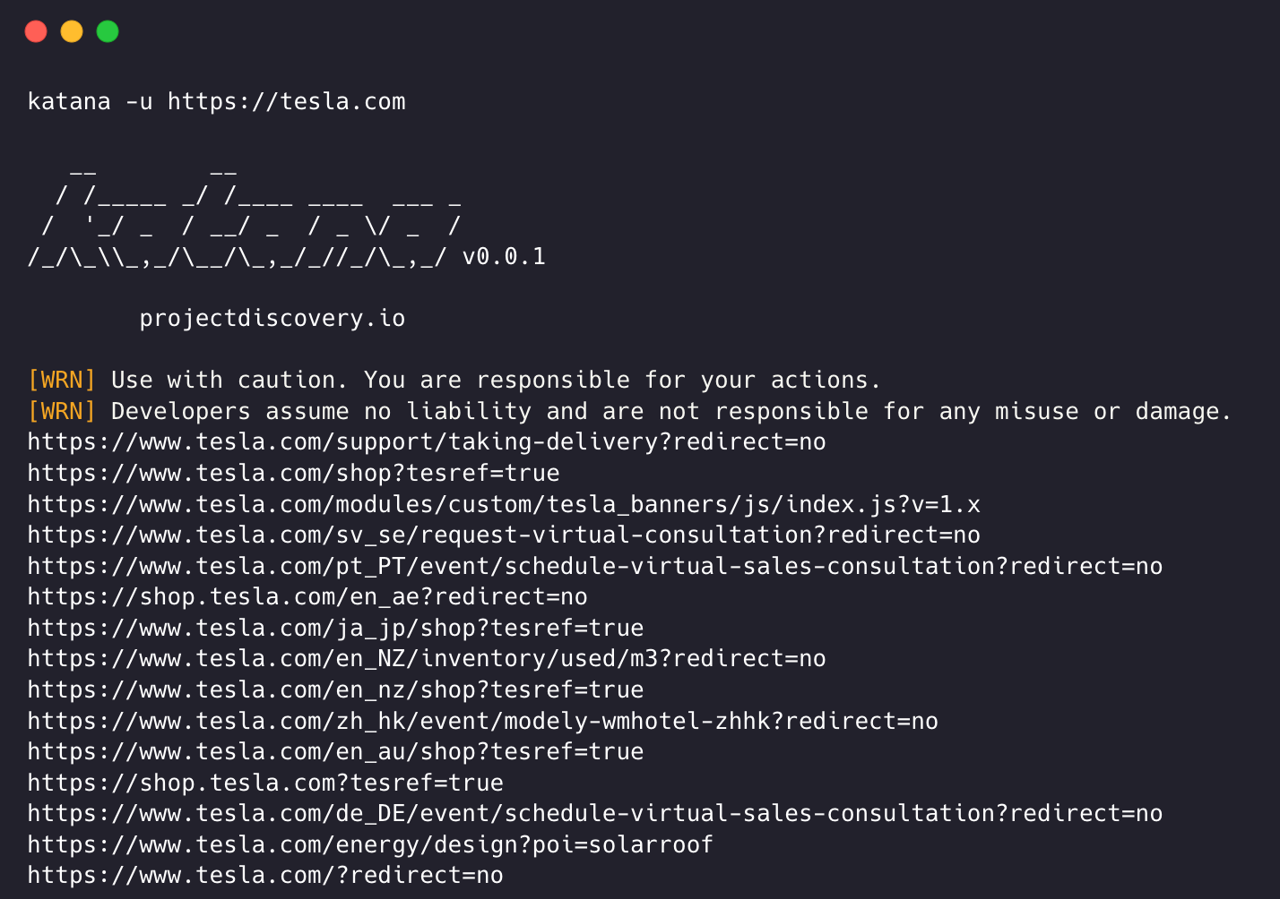 katana -u https://tesla.com
   __        __
  / /_____ _/ /____ ____  ___ _
 /  '_/ _  / __/ _  / _ \/ _  /
/_/\_\\_,_/\__/\_,_/_//_/\_,_/ v0.0.1
        projectdiscovery.io
[WRN] Use with caution. You are responsible for your actions.
[WRN] Developers assume no liability and are not responsible for any misuse or damage.
https://www.tesla.com/support/taking-delivery?redirect=no
https://www.tesla.com/shop?tesref=true
https://www.tesla.com/modules/custom/tesla_banners/js/index.js?v=1.x
https://www.tesla.com/sv_se/request-virtual-consultation?redirect=no
https://www.tesla.com/pt_PT/event/schedule-virtual-sales-consultation?redirect=no
https://shop.tesla.com/en_ae?redirect=no
https://www.tesla.com/ja_jp/shop?tesref=true
https://www.tesla.com/en_NZ/inventory/used/m3?redirect=no
https://www.tesla.com/en_nz/shop?tesref=true
https://www.tesla.com/zh_hk/event/modely-wmhotel-zhhk?redirect=no
https://www.tesla.com/en_au/shop?tesref=true
https://shop.tesla.com?tesref=true
https://www.tesla.com/de_DE/event/schedule-virtual-sales-consultation?redirect=no
https://www.tesla.com/energy/design?poi=solarroof
https://www.tesla.com/?redirect=no